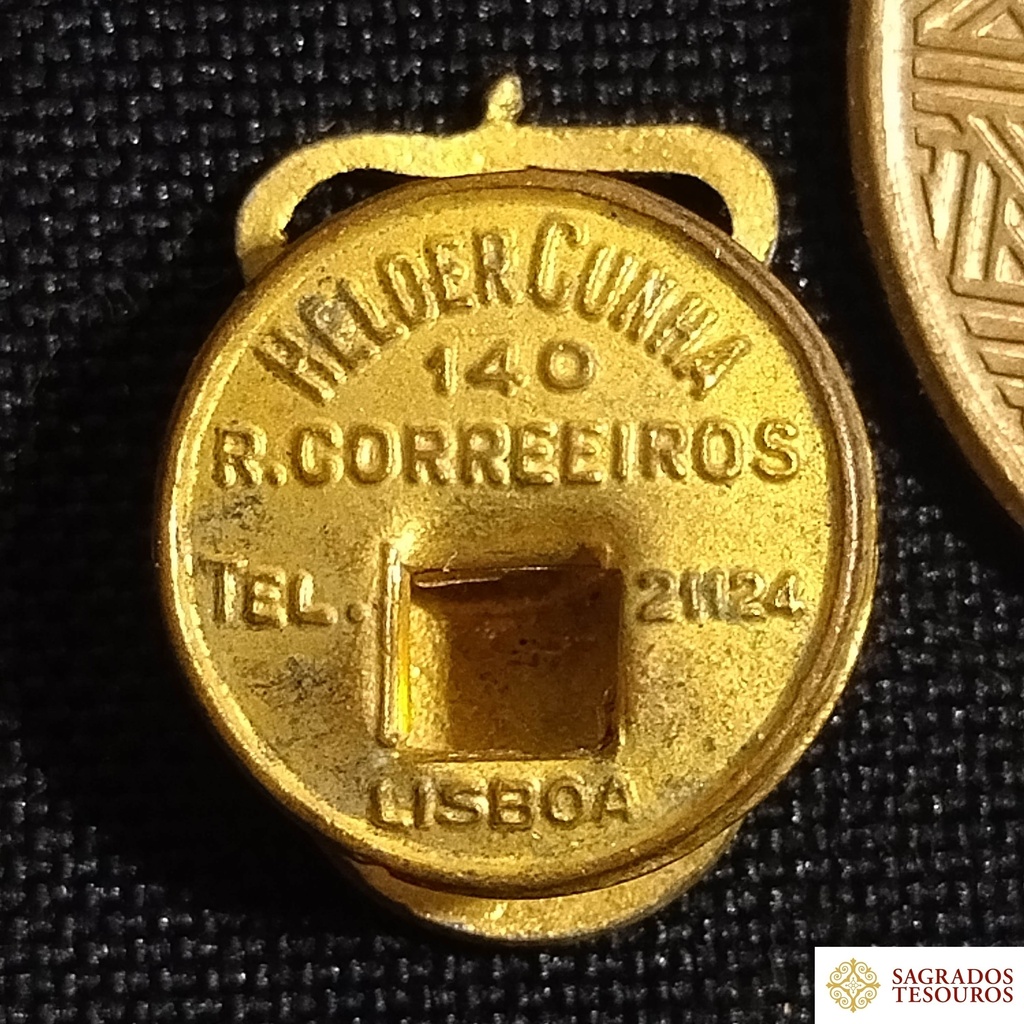 HELDER CUNHA
140
R. CORREEIROS
TEL. 21124
LISBOA
SAGRADOS
TESOUROS